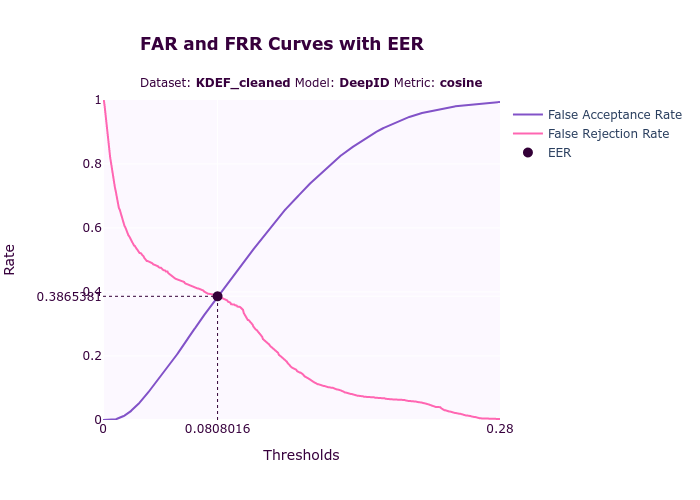 FAR and FRR Curves with EER
Dataset: KDEF_cleaned Model: DeepID Metric: cosine
False Acceptance Rate
False Rejection Rate
EER
Rate
1
0.8
0.6
0.4
0.3865381
0.2
0
0
0.0808016
0.28
Thresholds